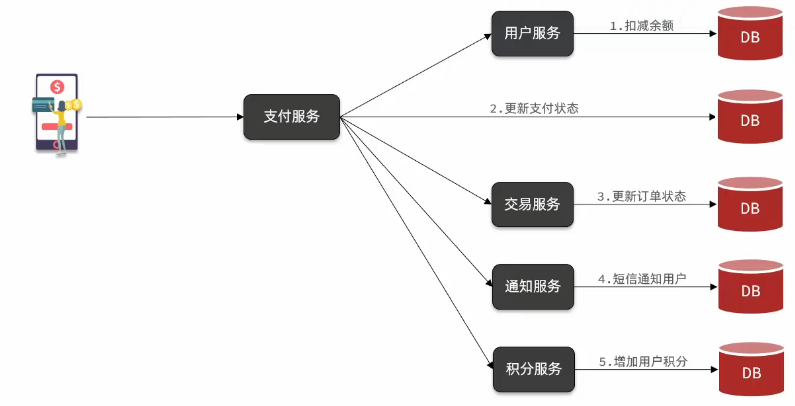 用户服务
1.扣减余额
DB
支付服务
2.更新支付状态
DB
交易服务
3.更新订单状态
DB
通知服务
4.短信通知用户
DB
积分服务
5.增加用户积分
DB
$